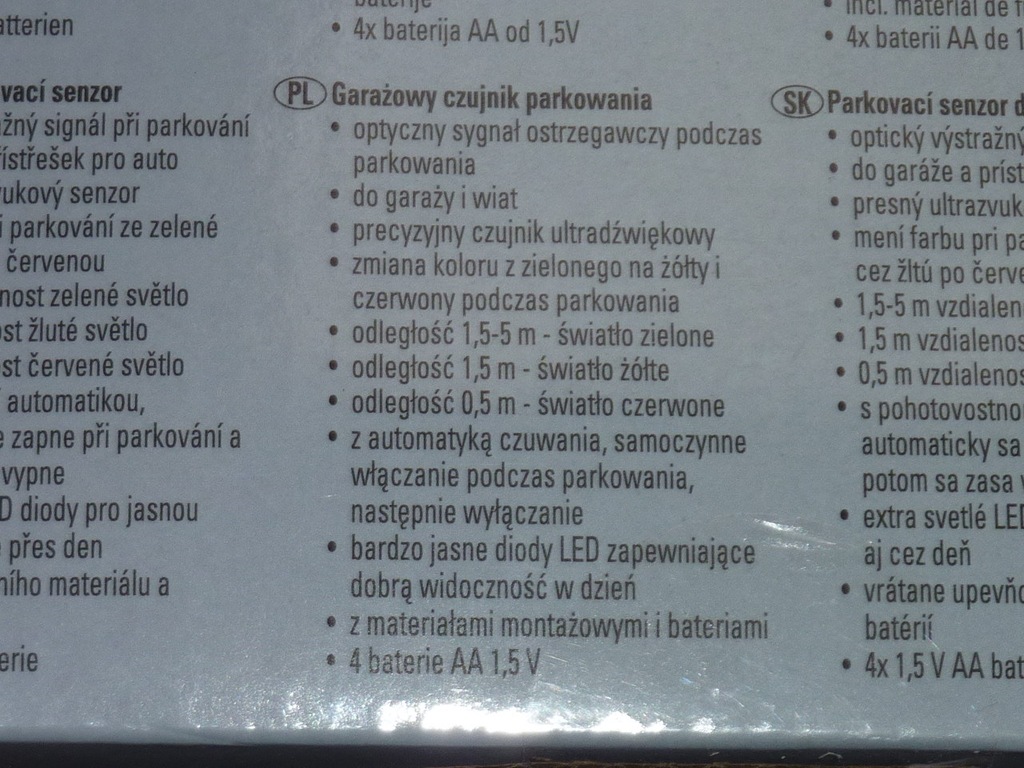 atterien
vací senzor
žný signál při parkování
ístřešek pro auto
vukový senzor
i parkování ze zelené
červenou
nost zelené světlo
ost žluté světlo
st červené světlo
automatikou,
e zapne při parkování a
vypne
D diody pro jasnou
přes den
ního materiálu a
erie
baterije
• 4x baterija AA od 1,5V
PL Garażowy czujnik parkowania
• optyczny sygnał ostrzegawczy podczas
parkowania
• do garaży i wiat
• precyzyjny czujnik ultradźwiękowy
• zmiana koloru z zielonego na żółty i
czerwony podczas parkowania
• odległość 1,5-5 m - światło zielone
• odległość 1,5 m - światło żółte
• odległość 0,5 m - światło czerwone
• z automatyką czuwania, samoczynne
włączanie podczas parkowania,
następnie wyłączanie
• bardzo jasne diody LED zapewniające
dobrą widoczność w dzień
• z materiałami montażowymi i bateriami
• 4 baterie AA 1,5 V
• incl. material de f
• 4x baterii AA de 1
SK Parkovací senzor d
• optický výstražný
• do garáže a príst
• presný ultrazvuk
• mení farbu pri pa
cez žltú po červe
• 1,5-5 m vzdialen
• 1,5 m vzdialenos
• 0,5 m vzdialenos
• s pohotovostno
automaticky sa
potom sa zasa v
• extra svetlé LED
aj cez deň
• vrátane upevňo
batérií
• 4x 1,5 V AA bat